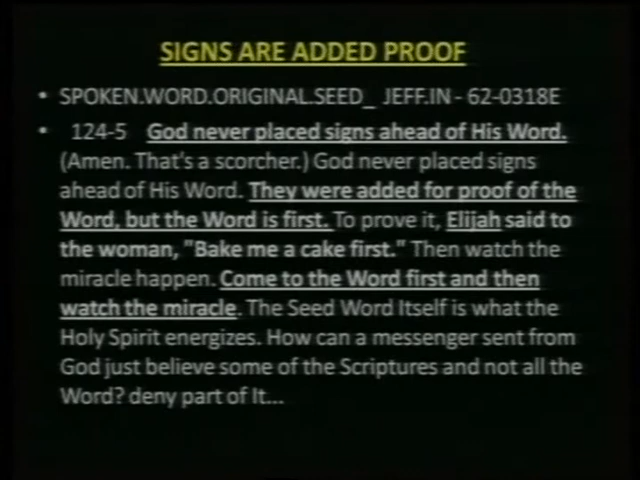 SIGNS ARE ADDED PROOF
• SPOKEN.WORD.ORIGINAL.SEED_ JEFF.IN - 62-0318E
• 124-5 God never placed signs ahead of His Word.
(Amen. That's a scorcher.) God never placed signs
ahead of His Word. They were added for proof of the
Word, but the Word is first. To prove it, Elijah said to
the woman, "Bake me a cake first." Then watch the
miracle happen. Come to the Word first and then
watch the miracle. The Seed Word Itself is what the
Holy Spirit energizes. How can a messenger sent from
God just believe some of the Scriptures and not all the
Word? deny part of It...